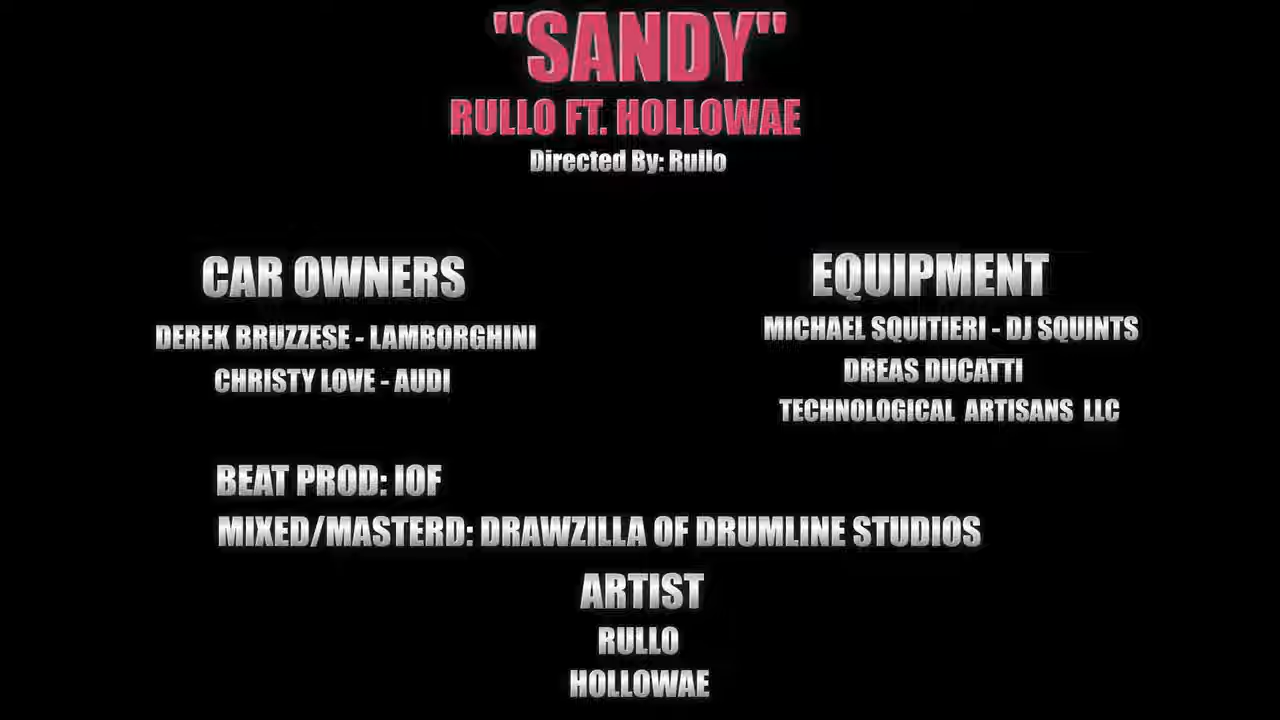 "SANDY"
RULLO FT. HOLLOWAE
Directed By: Rullo
CAR OWNERS
DEREK BRUZZESE - LAMBORGHINI
CHRISTY LOVE - AUDI
EQUIPMENT
MICHAEL SQUITIERI - DJ SQUINTS
DREAS DUCATTI
TECHNOLOGICAL ARTISANS LLC
BEAT PROD: IOF
MIXED/MASTERD: DRAWZILLA OF DRUMLINE STUDIOS
ARTIST
RULLO
HOLLOWAE